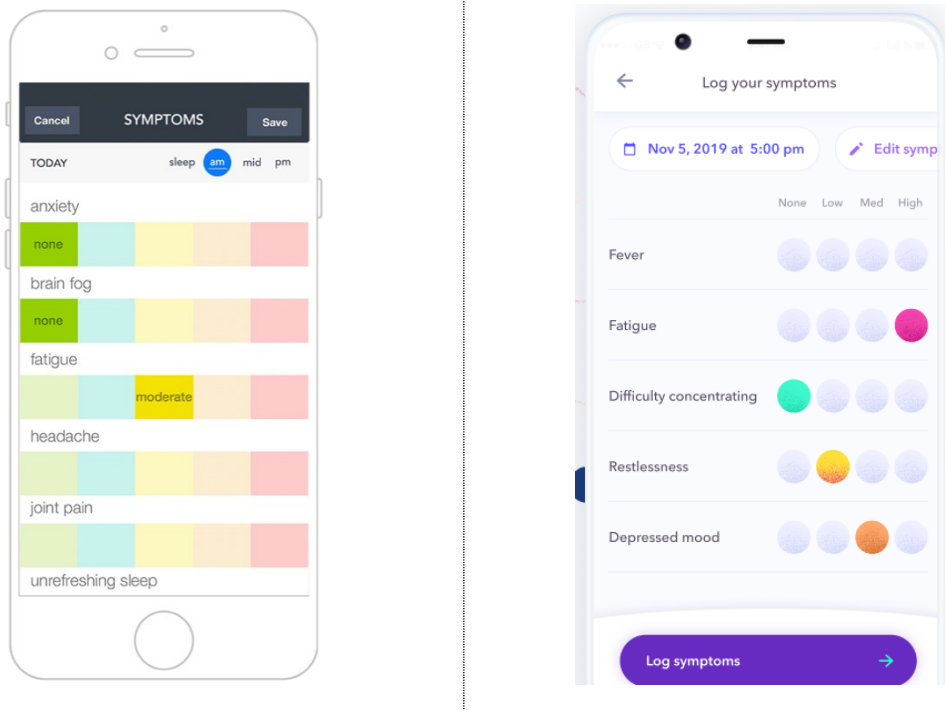 Cancel SYMPTOMS Save
TODAY sleep am mid pm
anxiety
none
brain fog
none
fatigue
moderate
headache
joint pain
unrefreshing sleep
Log your symptoms
Nov 5, 2019 at 5:00 pm Edit symp
None Low Med High
Fever
Fatigue
Difficulty concentrating
Restlessness
Depressed mood
Log symptoms